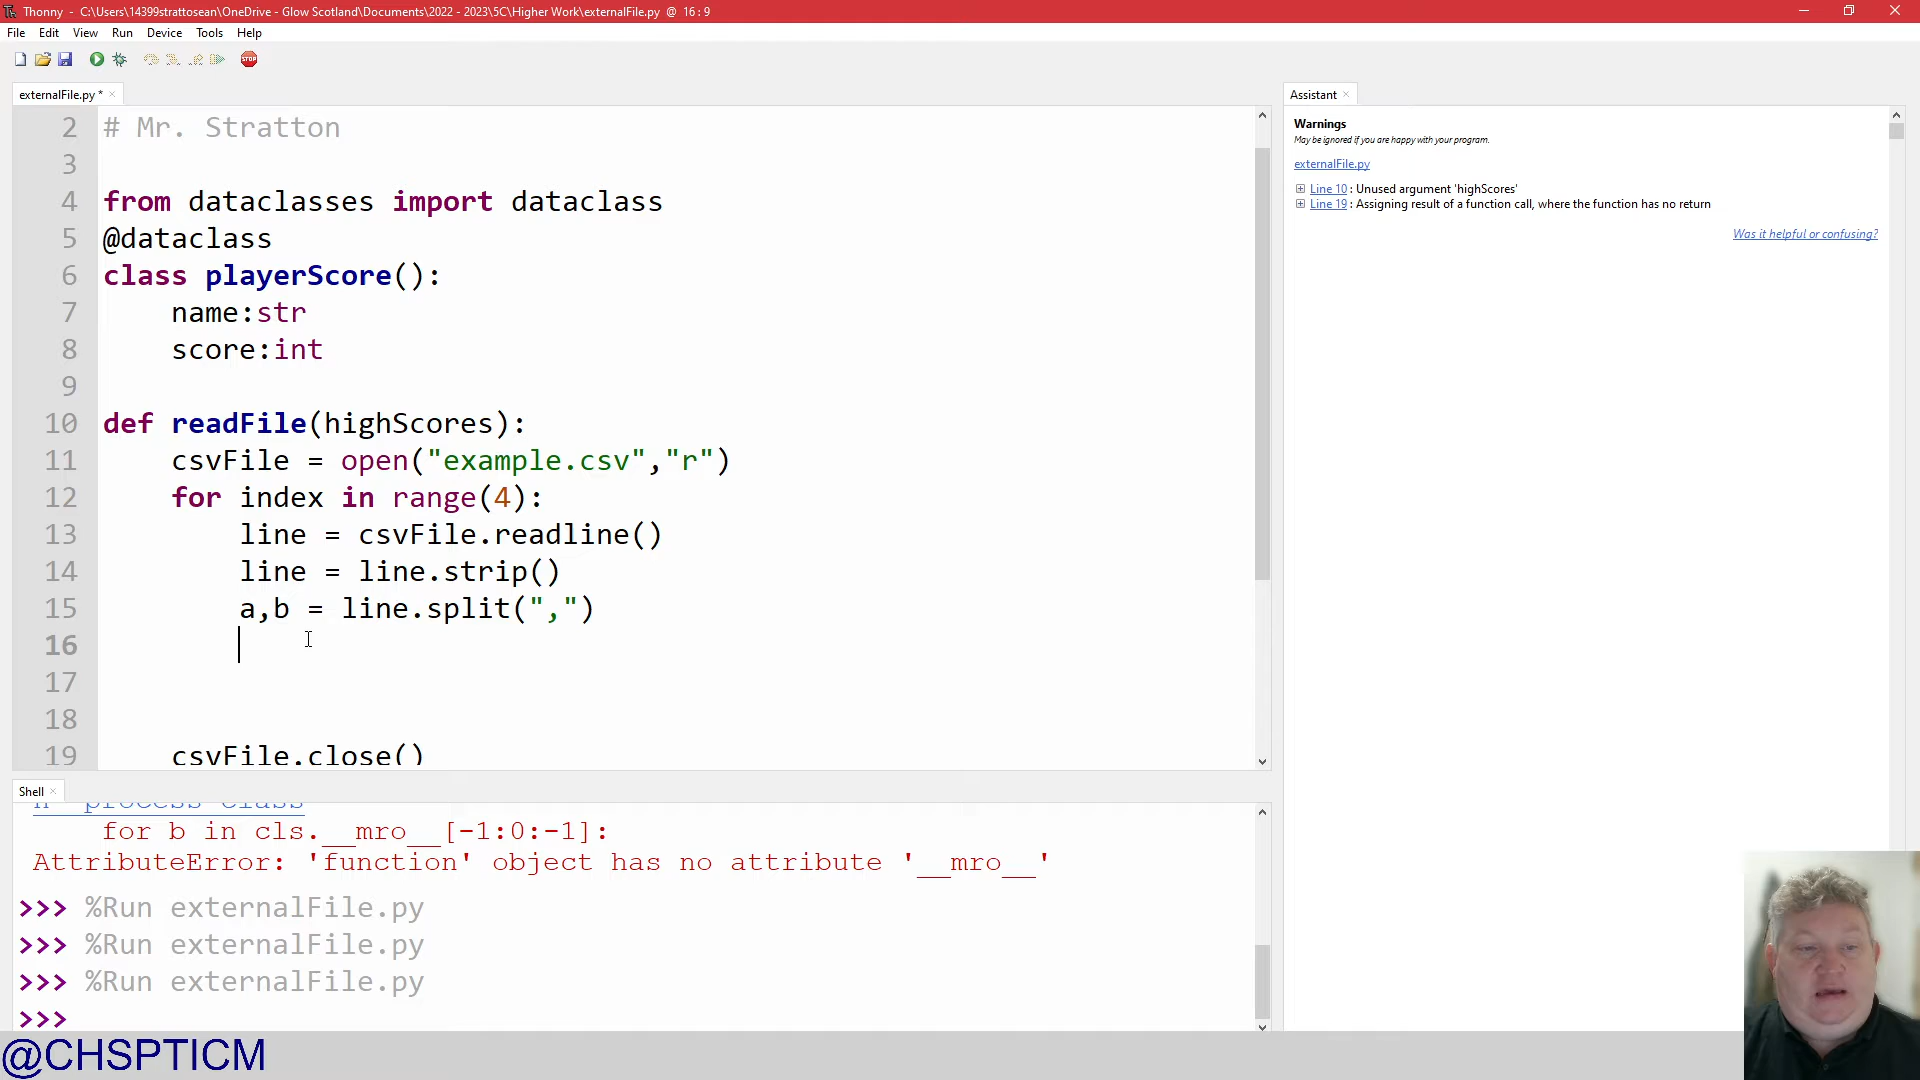 Thonny - C:\Users\14399strattosean\OneDrive - Glow Scotland\Documents\2022 - 2023\5C\Higher Work\externalFile.py @ 16 : 9
File Edit View Run Device Tools Help
STOP
externalFile.py * ×
2 # Mr. Stratton
3
4 from dataclasses import dataclass
5 @dataclass
6 class playerScore():
7 name:str
8 score:int
9
10 def readFile(highScores):
11 csvFile = open("example.csv","r")
12 for index in range(4):
13 line = csvFile.readline()
14 line = line.strip()
15 a,b = line.split(",")
16
17
18
19 csvFile.close()
Assistant ×
Warnings
May be ignored if you are happy with your program.
externalFile.py
Line 10 : Unused argument 'highScores'
Line 19 : Assigning result of a function call, where the function has no return
Was it helpful or confusing?
Shell ×
for b in cls.__mro__[-1:0:-1]:
AttributeError: 'function' object has no attribute '__mro__'
>>> %Run externalFile.py
>>> %Run externalFile.py
>>> %Run externalFile.py
>>>
@CHSPTICM